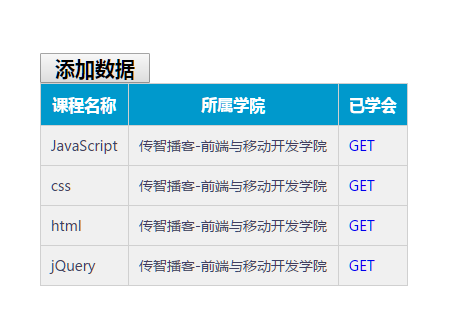 添加数据
课程名称 所属学院 已学会
JavaScript 传智播客-前端与移动开发学院 GET
css 传智播客-前端与移动开发学院 GET
html 传智播客-前端与移动开发学院 GET
jQuery 传智播客-前端与移动开发学院 GET